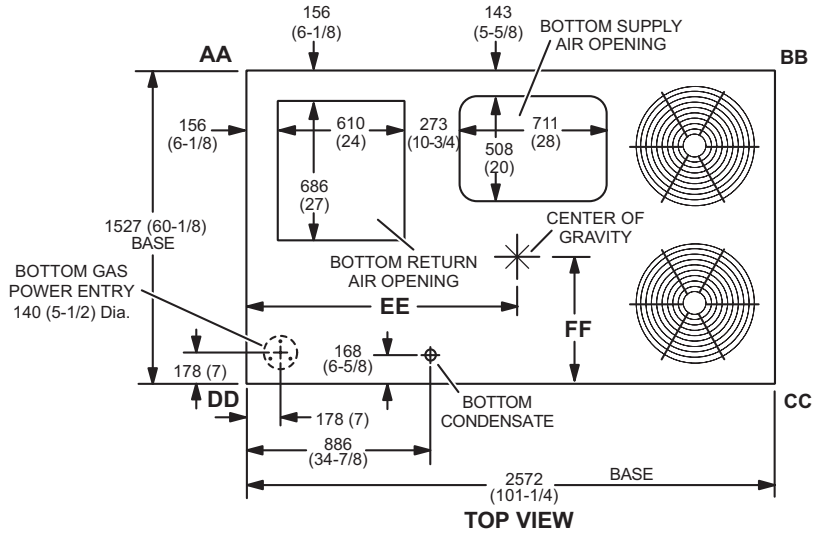 156
(6-1/8)
143
(5-5/8)
BOTTOM SUPPLY
AIR OPENING
AA
BB
156
(6-1/8)
610
(24)
273
(10-3/4)
711
(28)
508
(20)
686
(27)
1527 (60-1/8)
BASE
CENTER OF
GRAVITY
BOTTOM RETURN
AIR OPENING
BOTTOM GAS
POWER ENTRY
140 (5-1/2) Dia.
EE
FF
168
(6-5/8)
178 (7)
DD
CC
178 (7)
BOTTOM
CONDENSATE
886
(34-7/8)
2572
(101-1/4)
BASE
TOP VIEW